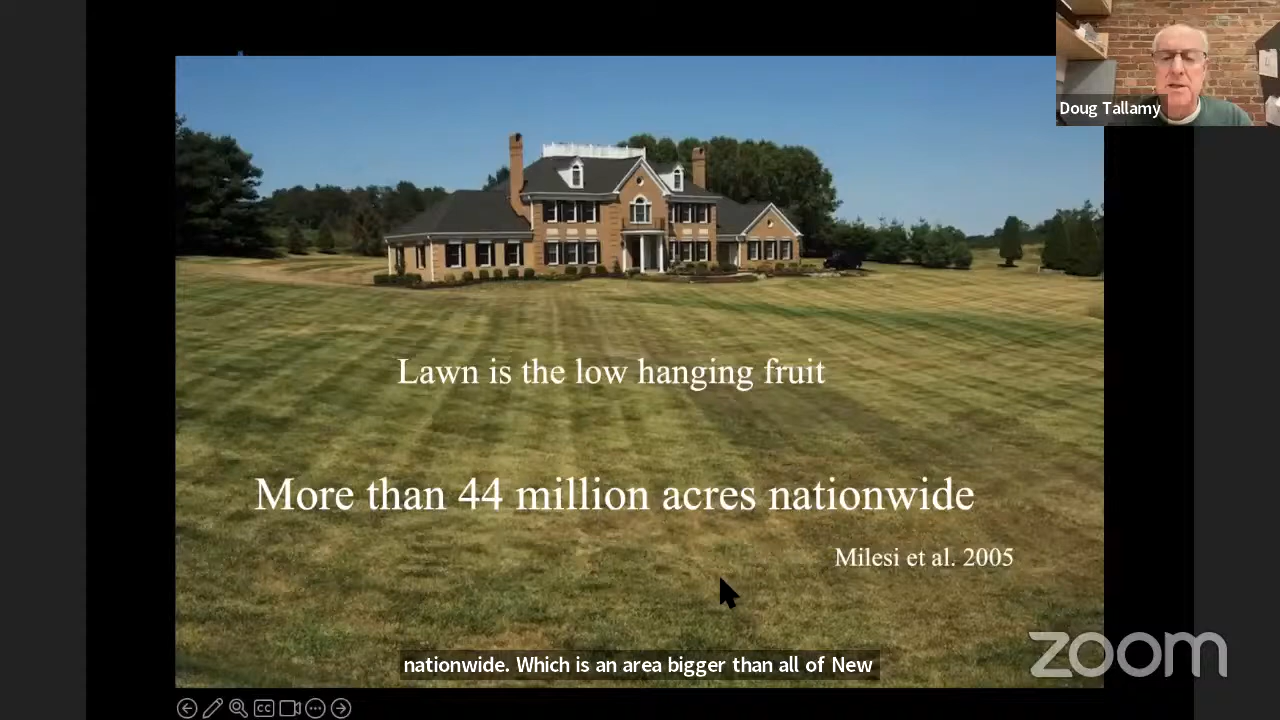 Doug Tallamy
Lawn is the low hanging fruit
More than 44 million acres nationwide
Milesi et al. 2005
nationwide. Which is an area bigger than all of New
zoom
CC